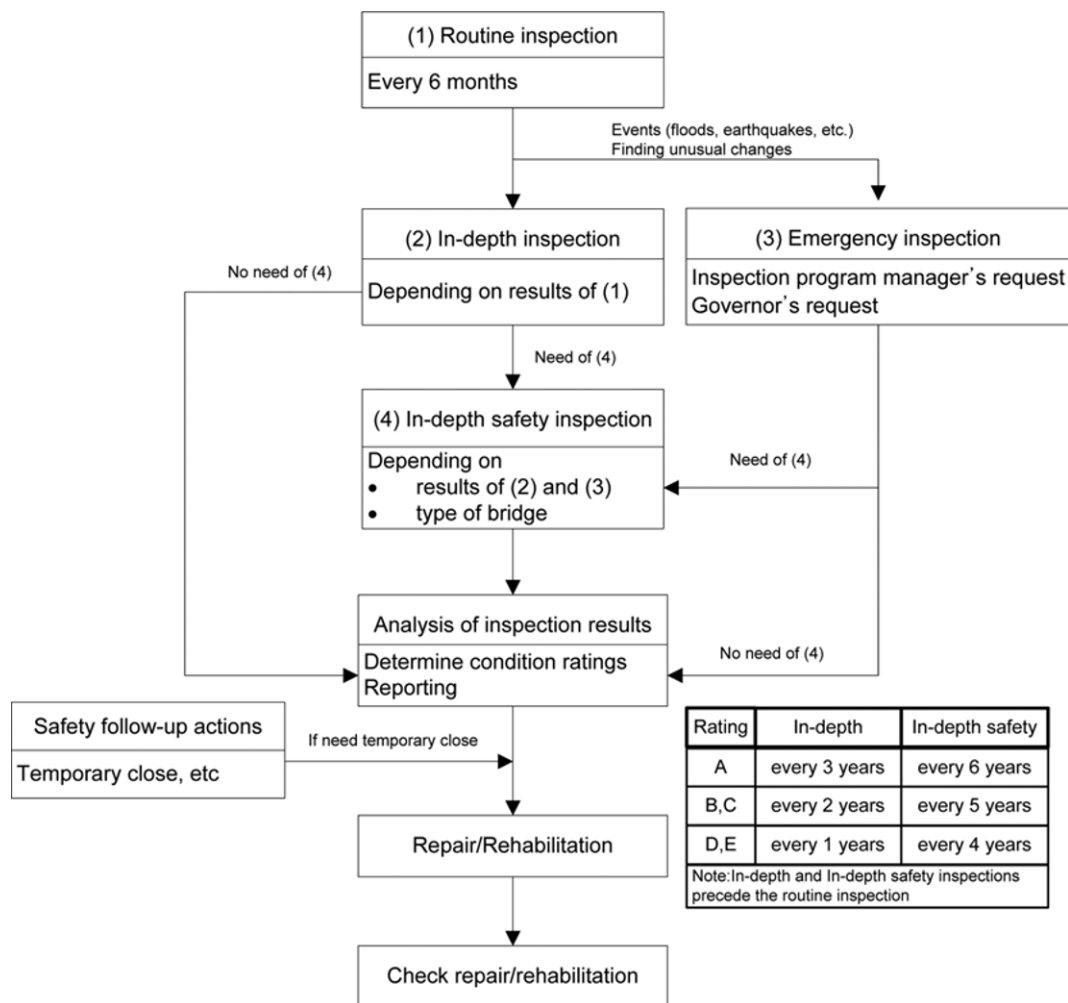 (1) Routine inspection
Every 6 months
Events (floods, earthquakes, etc.)
Finding unusual changes
(2) In-depth inspection
Depending on results of (1)
(3) Emergency inspection
Inspection program manager's request
Governor's request
No need of (4)
Need of (4)
(4) In-depth safety inspection
Depending on
• results of (2) and (3)
• type of bridge
Need of (4)
Analysis of inspection results
Determine condition ratings
Reporting
No need of (4)
Safety follow-up actions
Temporary close, etc
If need temporary close
Rating In-depth In-depth safety
A every 3 years every 6 years
B,C every 2 years every 5 years
D,E every 1 years every 4 years
Note:In-depth and In-depth safety inspections
precede the routine inspection
Repair/Rehabilitation
Check repair/rehabilitation